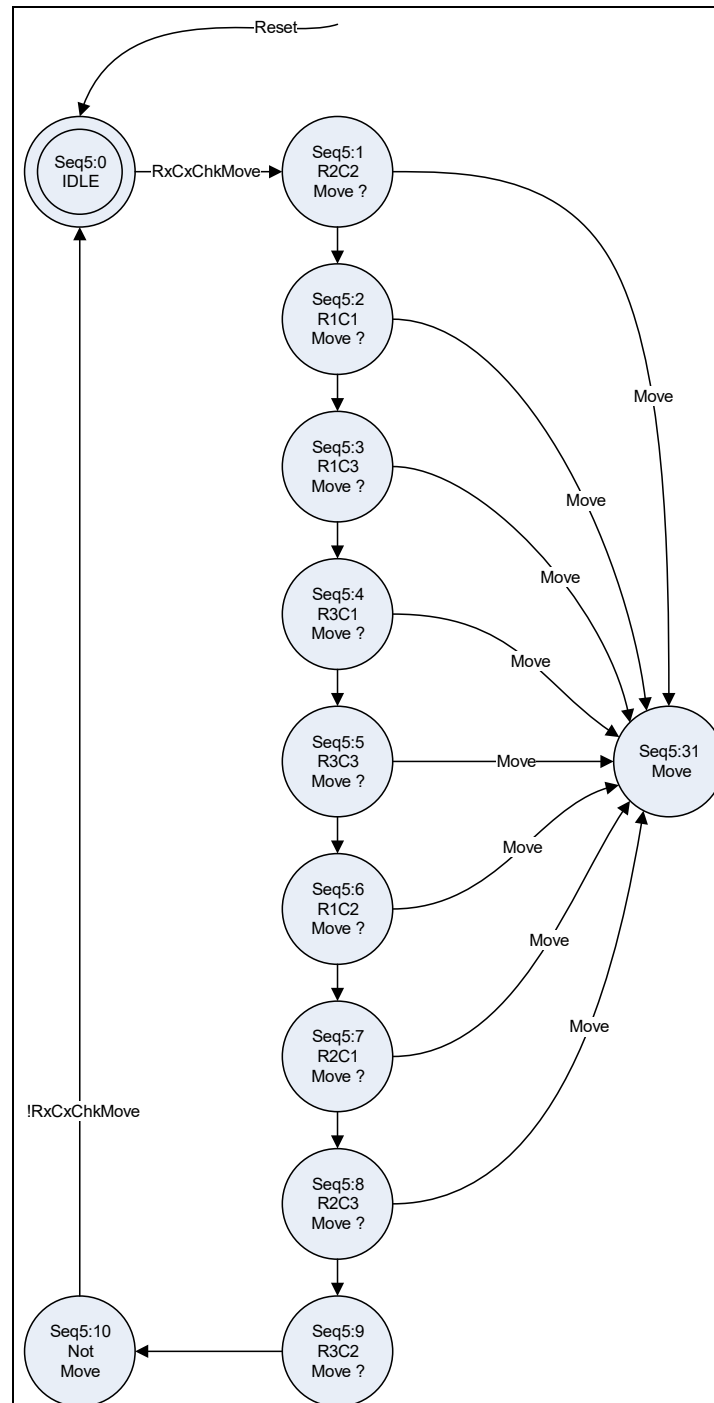 Reset
Seq5:0
IDLE
RxCxChkMove
Seq5:1
R2C2
Move ?
Seq5:2
R1C1
Move ?
Move
Seq5:3
R1C3
Move ?
Move
Move
Seq5:4
R3C1
Move ?
Move
Seq5:5
R3C3
Move ?
Move
Seq5:31
Move
Seq5:6
R1C2
Move ?
Move
Seq5:7
R2C1
Move ?
Move
Move
!RxCxChkMove
Seq5:8
R2C3
Move ?
Seq5:10
Not
Move
Seq5:9
R3C2
Move ?